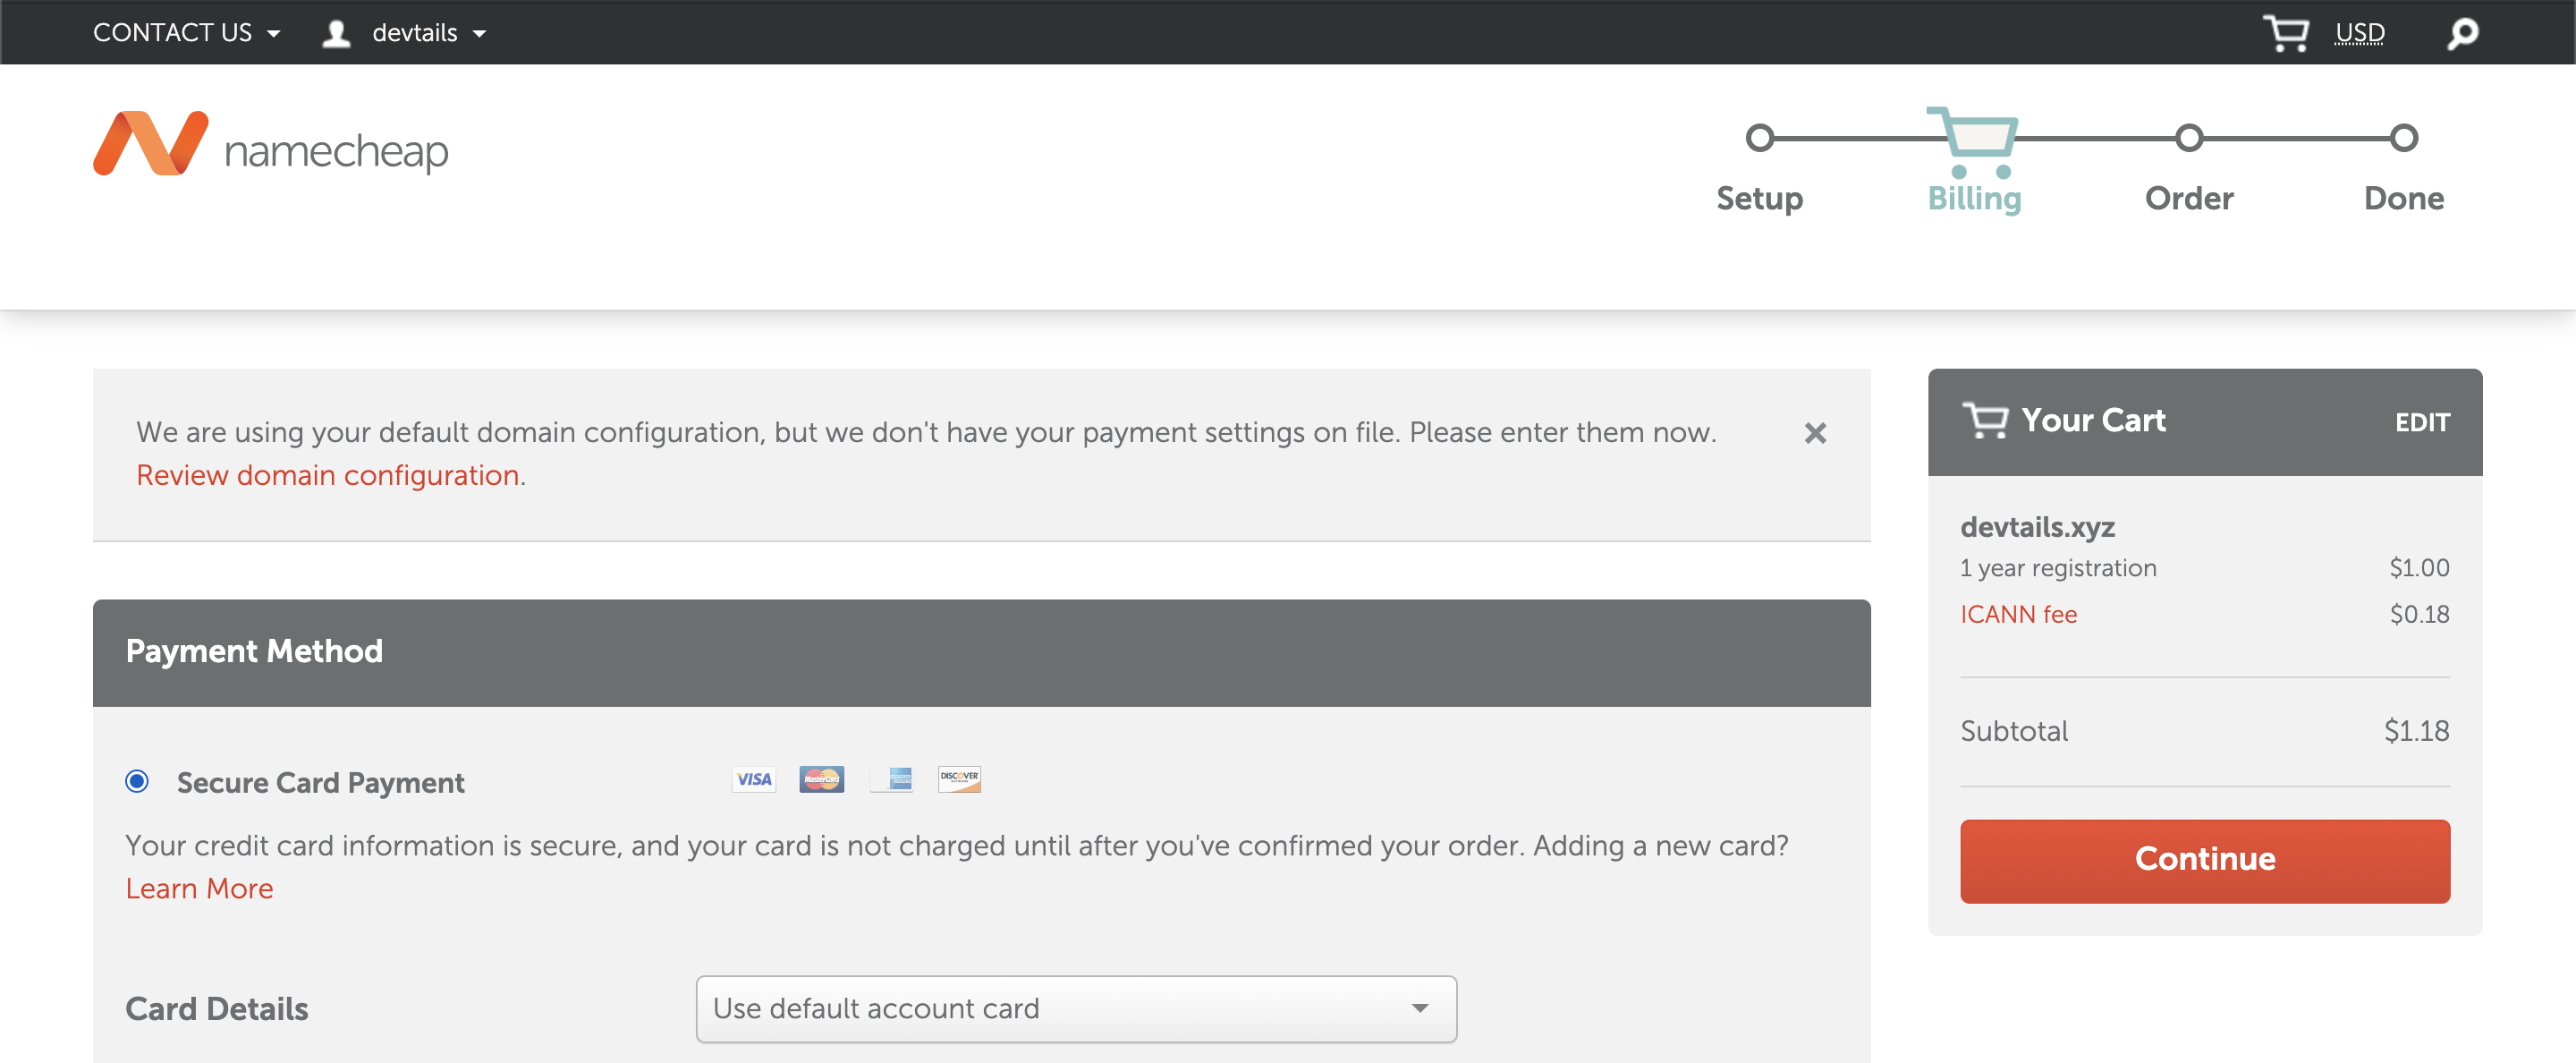 CONTACT US
devtails
USD
namecheap
Setup
Billing
Order
Done
We are using your default domain configuration, but we don't have your payment settings on file. Please enter them now.
Review domain configuration.
Your Cart
EDIT
devtails.xyz
1 year registration
$1.00
ICANN fee
$0.18
Subtotal
$1.18
Continue
Payment Method
Secure Card Payment
VISA
MasterCard
DISCOVER
Your credit card information is secure, and your card is not charged until after you've confirmed your order. Adding a new card?
Learn More
Card Details
Use default account card